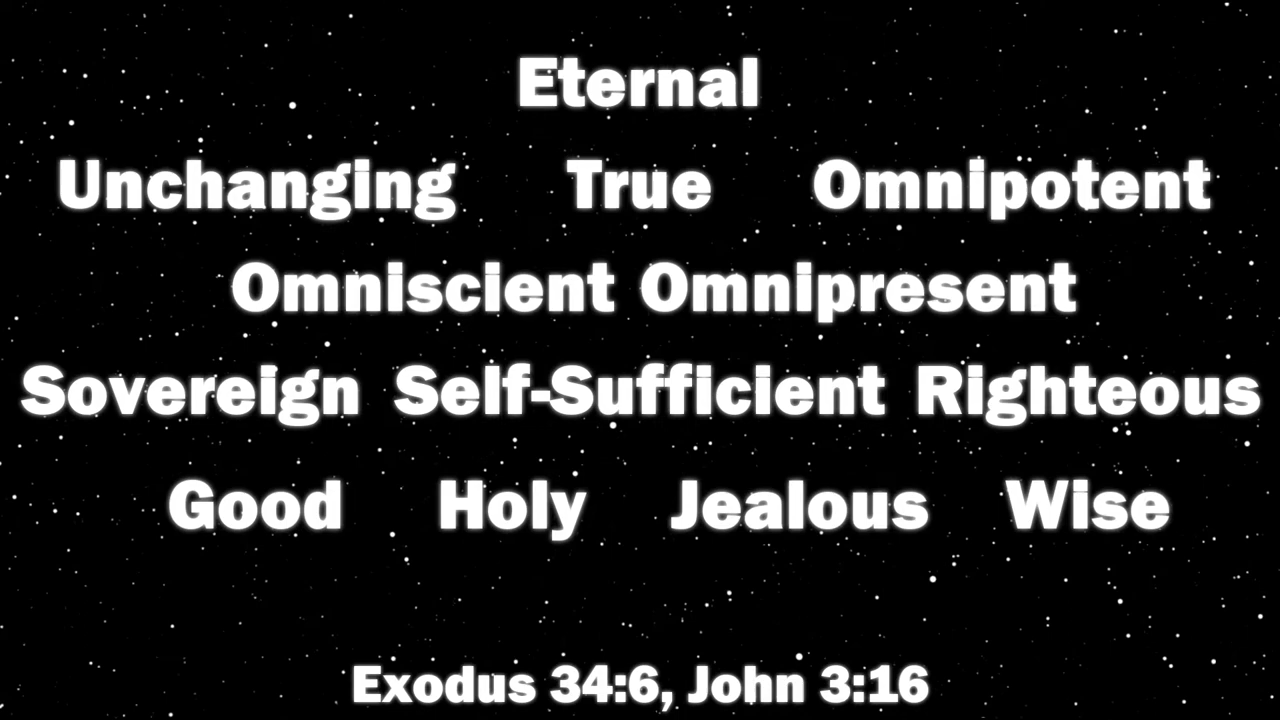 Eternal
Unchanging True Omnipotent
Omniscient Omnipresent
Sovereign Self-Sufficient Righteous
Good Holy Jealous Wise
Exodus 34:6, John 3:16